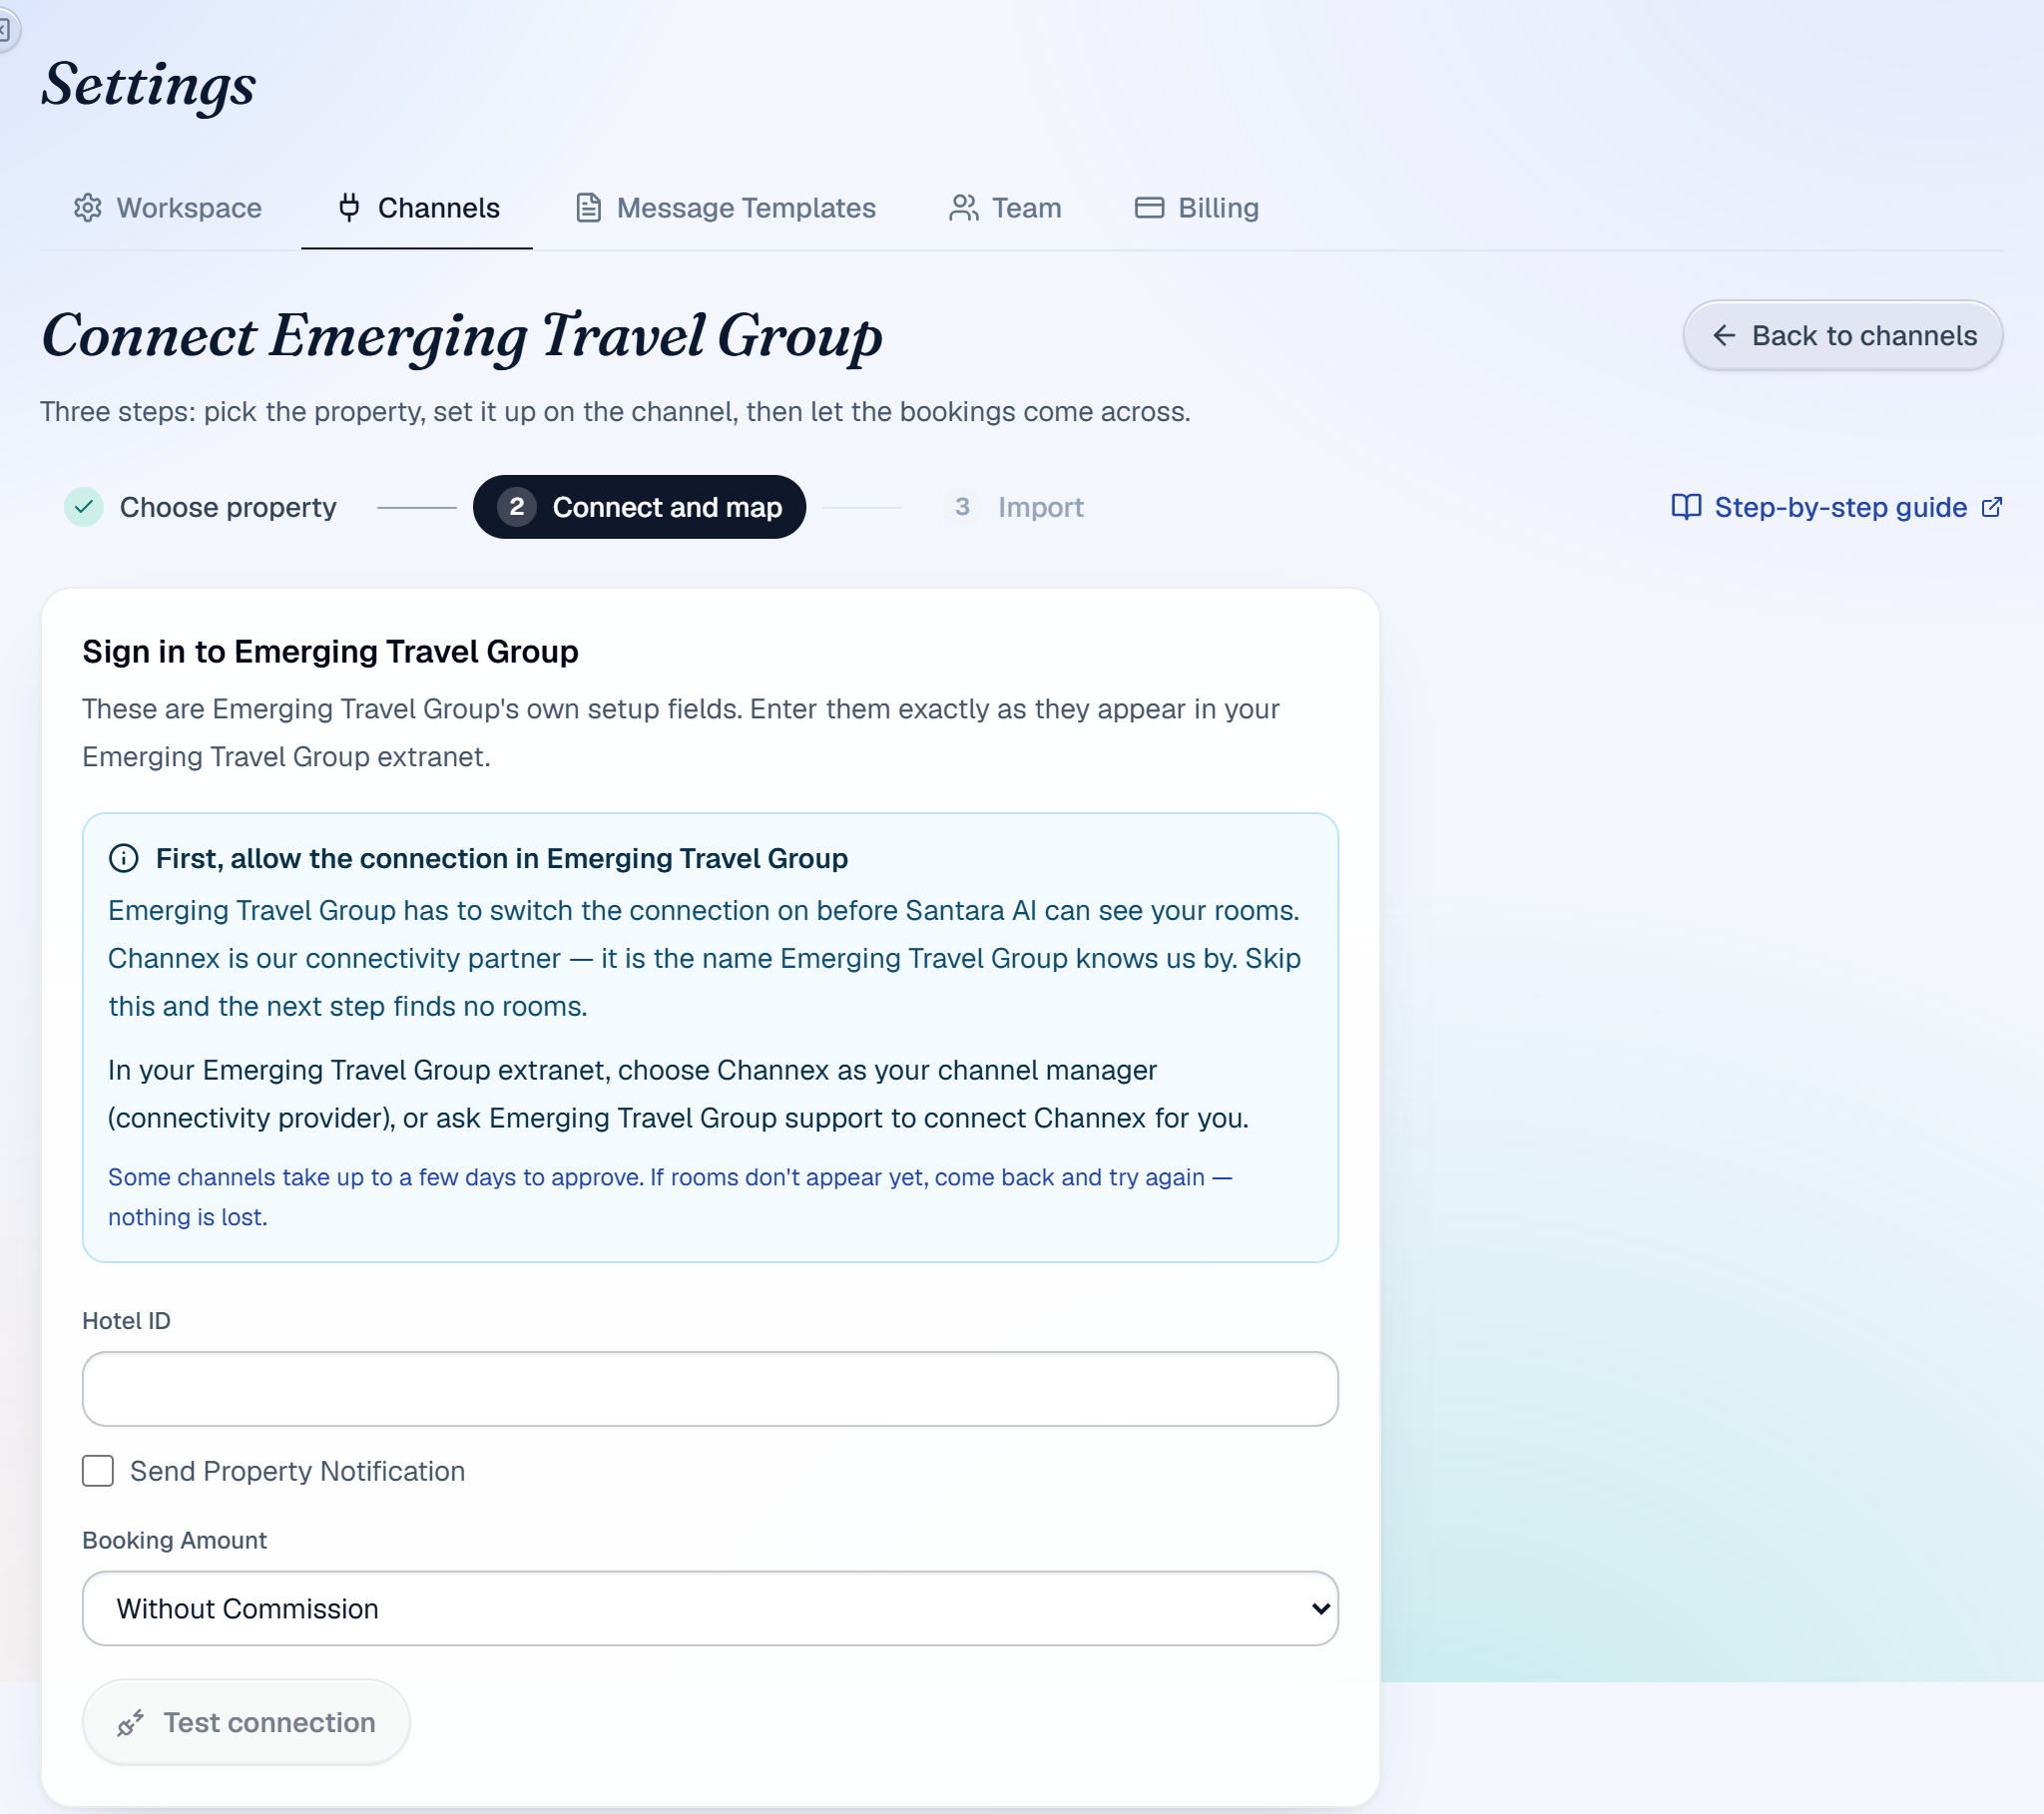 Settings
Workspace
Channels
Message Templates
Team
Billing
Connect Emerging Travel Group
Back to channels
Three steps: pick the property, set it up on the channel, then let the bookings come across.
Choose property
2 Connect and map
3 Import
Step-by-step guide
Sign in to Emerging Travel Group
These are Emerging Travel Group's own setup fields. Enter them exactly as they appear in your
Emerging Travel Group extranet.
First, allow the connection in Emerging Travel Group
Emerging Travel Group has to switch the connection on before Santara AI can see your rooms.
Channex is our connectivity partner — it is the name Emerging Travel Group knows us by. Skip
this and the next step finds no rooms.
In your Emerging Travel Group extranet, choose Channex as your channel manager
(connectivity provider), or ask Emerging Travel Group support to connect Channex for you.
Some channels take up to a few days to approve. If rooms don't appear yet, come back and try again —
nothing is lost.
Hotel ID
Send Property Notification
Booking Amount
Without Commission
Test connection